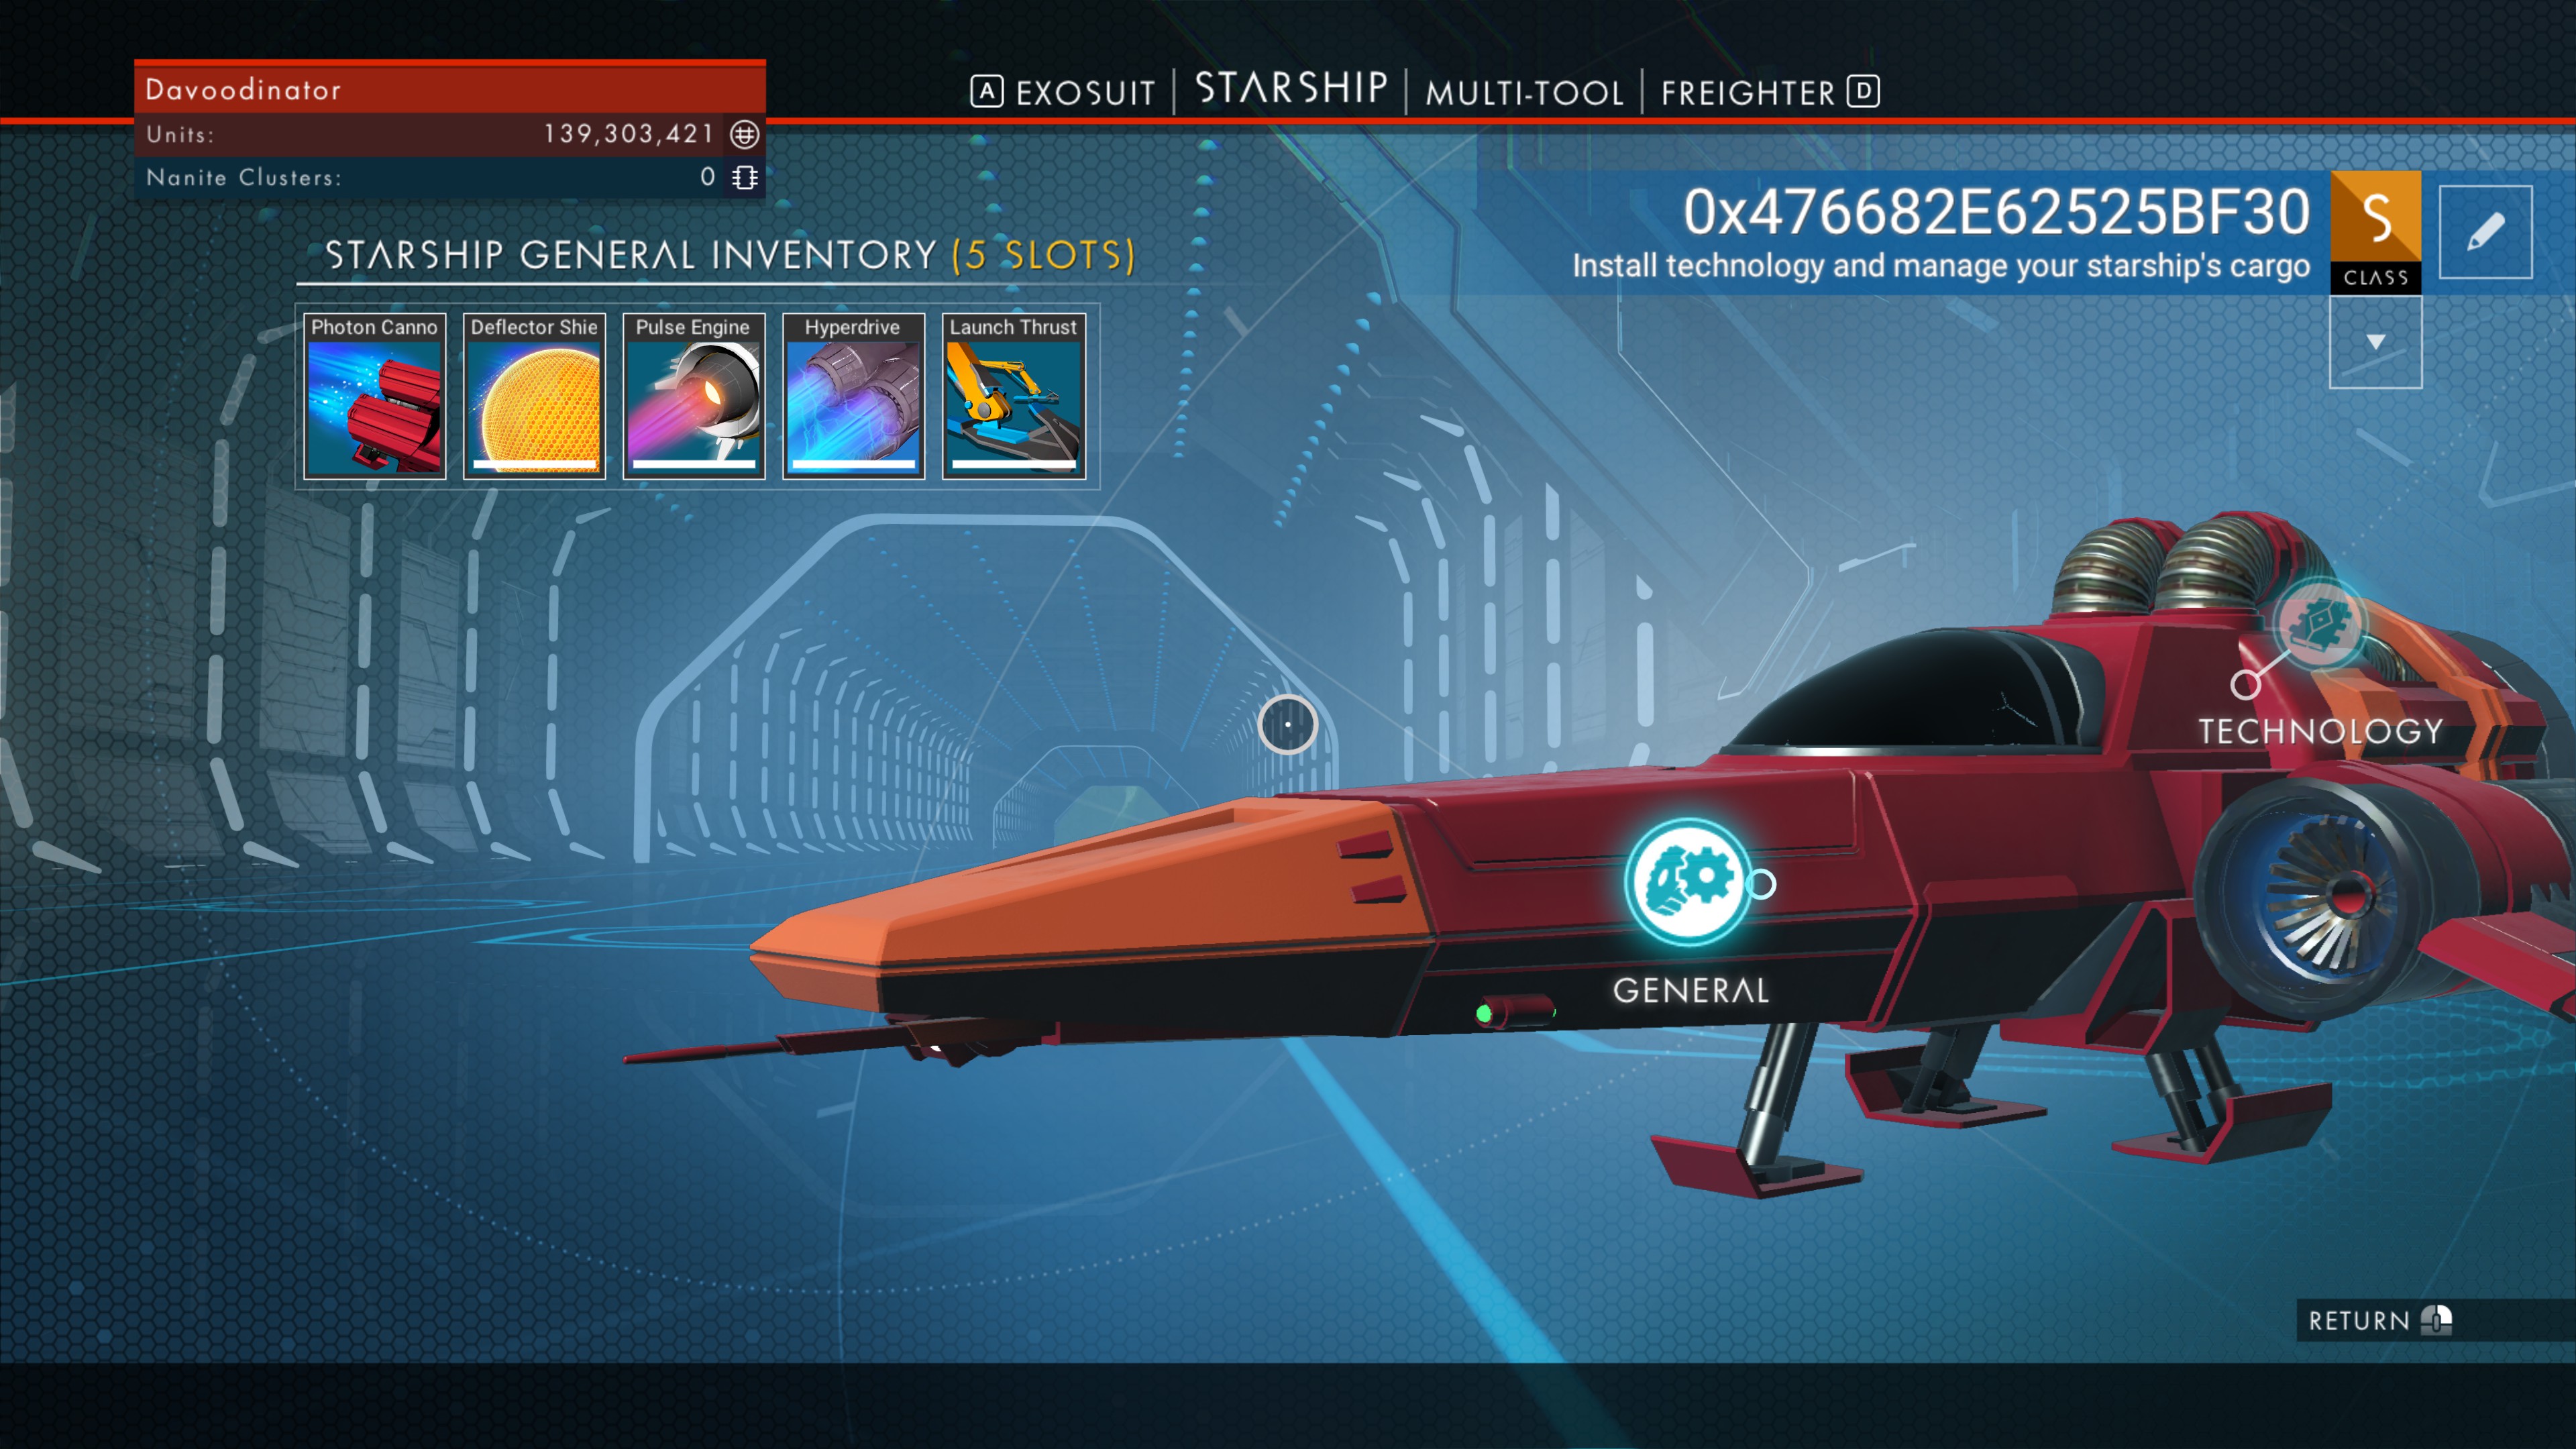 Davoodinator
Units: 139,303,421
Nanite Clusters: 0
A EXOSUIT STARSHIP MULTI-TOOL FREIGHTER D
0x476682E62525BF30
Install technology and manage your starship's cargo
S
CLASS
STARSHIP GENERAL INVENTORY (5 SLOTS)
Photon Canno Deflector Shie Pulse Engine Hyperdrive Launch Thrust
TECHNOLOGY
GENERAL
RETURN